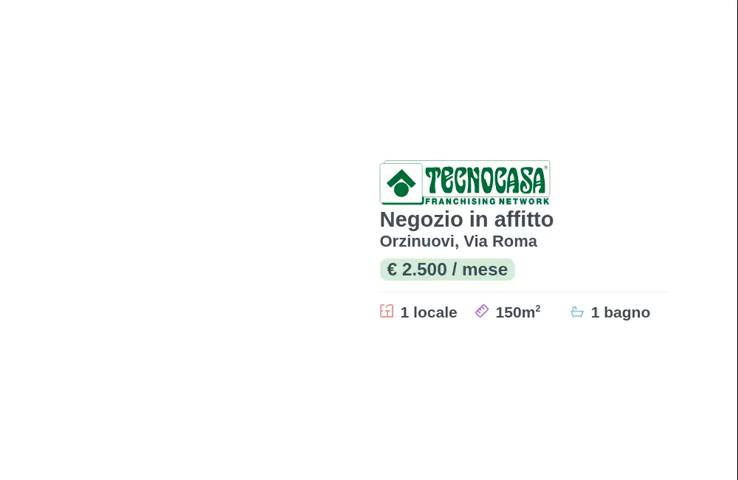 TECNOCASA
FRANCHISING NETWORK
Negozio in affitto
Orzinuovi, Via Roma
€ 2.500 / mese
1 locale 150m² 1 bagno